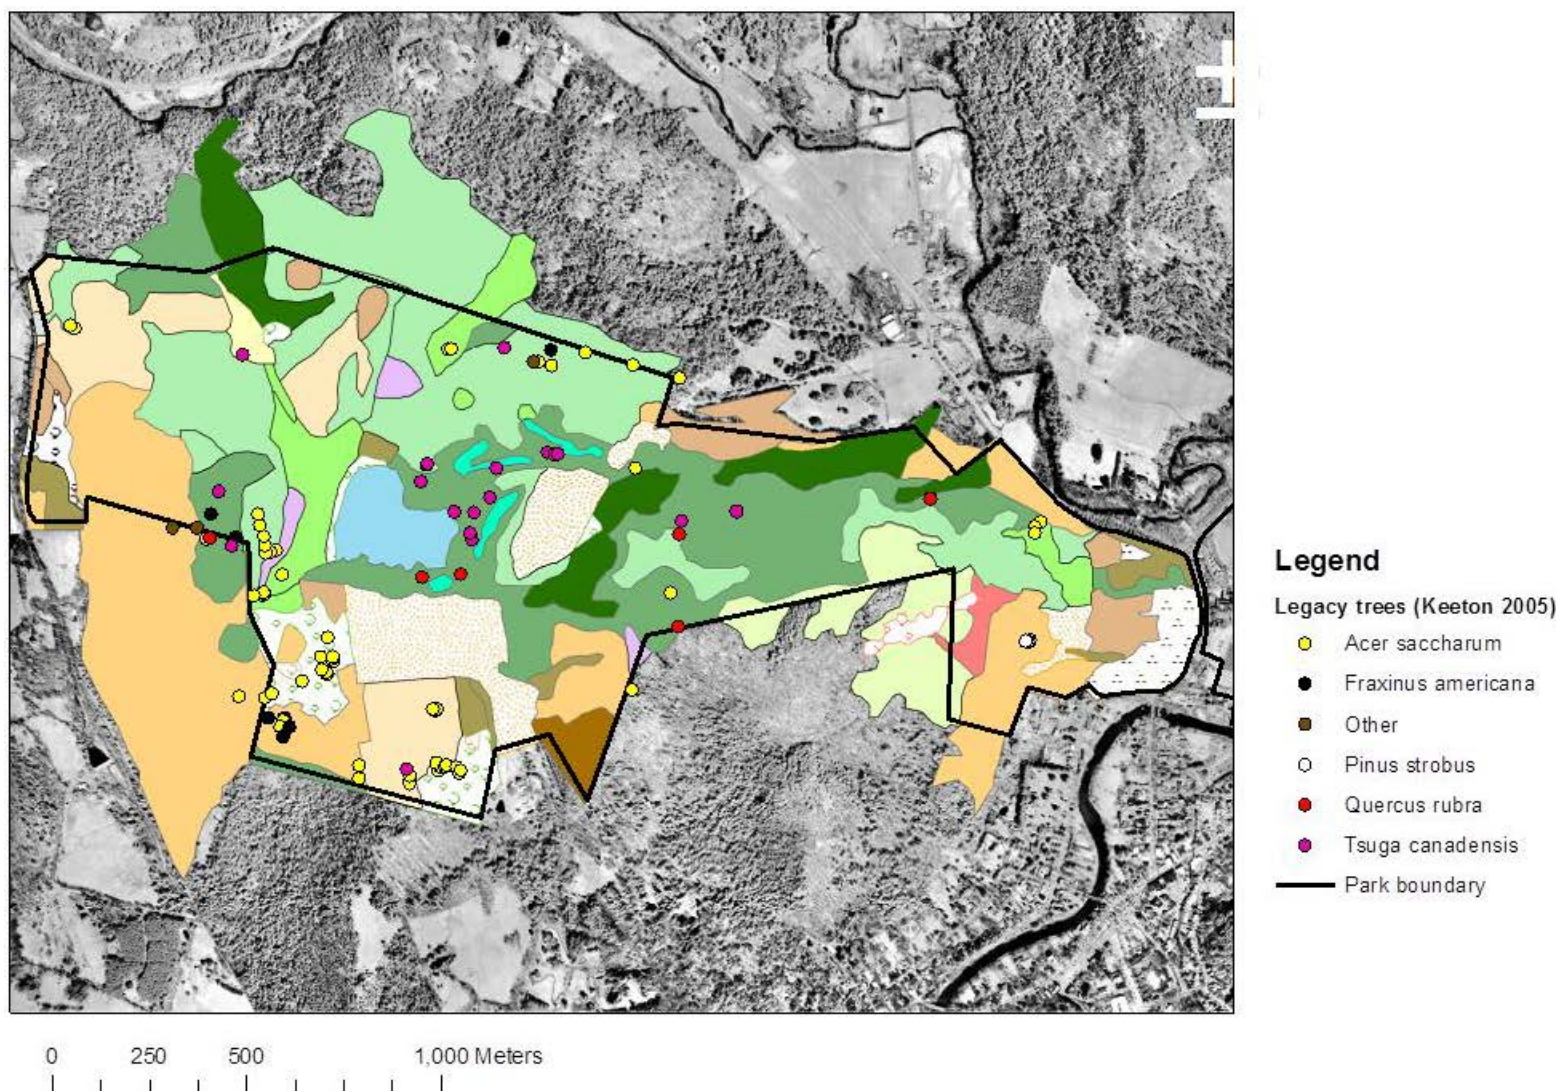 Legend
Legacy trees (Keeton 2005)
Acer saccharum
Fraxinus americana
Other
Pinus strobus
Quercus rubra
Tsuga canadensis
Park boundary
0 250 500 1,000 Meters